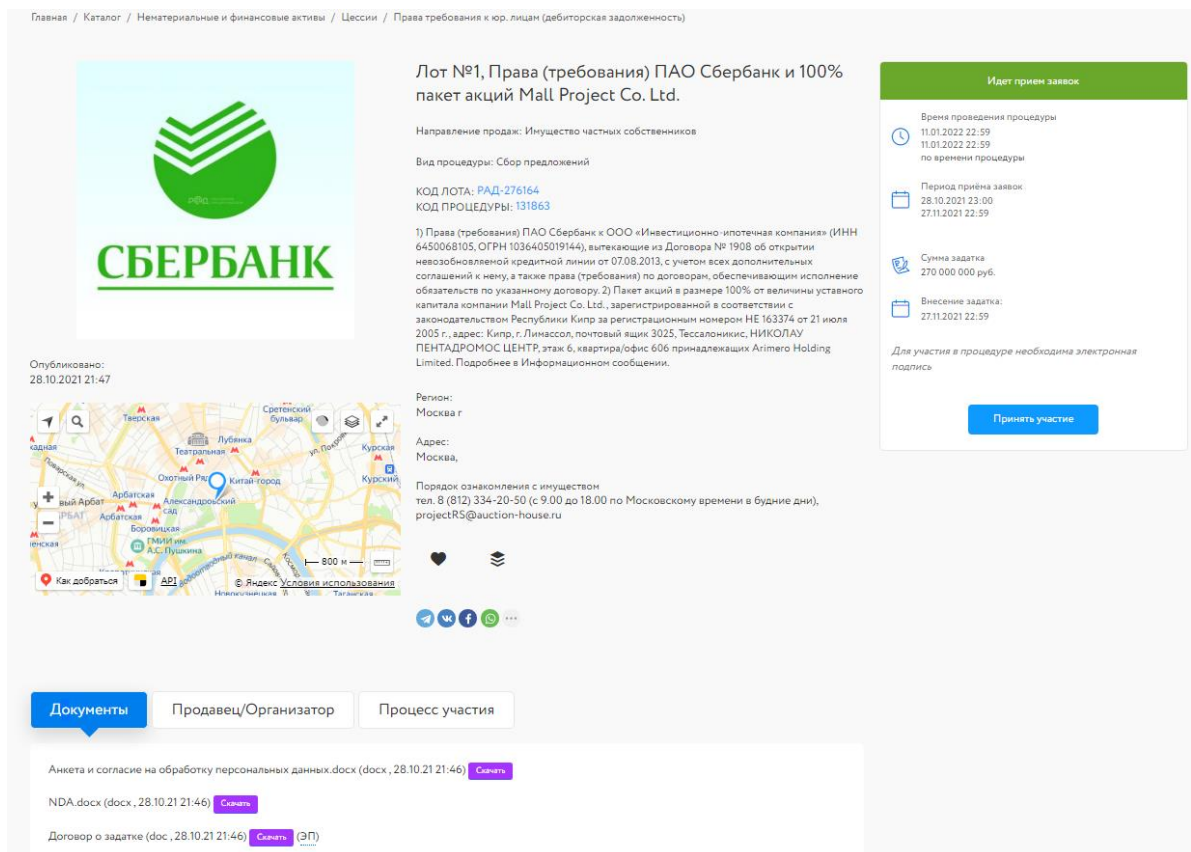 Главная / Каталог / Нематериальные и финансовые активы / Цессии / Права требования к юр. лицам (дебиторская задолженность)
СБЕРБАНК
Опубликовано:
28.10.2021 21:47
Тверская
Сретенский
бульвар
Лубянка
Театральная
ул. Покр
Курская
Поварская ул.
Охотный Ряд
Китай-город
Курский
Арбатская
Александровский
сад
вый Арбат
Арбатская
Боровицкая
ГМИИ им.
А.С. Пушкина
800 м
Как добраться
API
© Яндекс Условия использования
Новокузнецкая
Таганская
Лот №1, Права (требования) ПАО Сбербанк и 100%
пакет акций Mall Project Co. Ltd.
Направление продаж: Имущество частных собственников
Вид процедуры: Сбор предложений
КОД ЛОТА: РАД-276164
КОД ПРОЦЕДУРЫ: 131863
1) Права (требования) ПАО Сбербанк к ООО «Инвестиционно-ипотечная компания» (ИНН
6450068105, ОГРН 1036405019144), вытекающие из Договора № 1908 об открытии
невозобновляемой кредитной линии от 07.08.2013, с учетом всех дополнительных
соглашений к нему, а также права (требования) по договорам, обеспечивающим исполнение
обязательств по указанному договору. 2) Пакет акций в размере 100% от величины уставного
капитала компании Mall Project Co. Ltd., зарегистрированной в соответствии с
законодательством Республики Кипр за регистрационным номером HE 163374 от 21 июля
2005 г., адрес: Кипр, г. Лимассол, почтовый ящик 3025, Тессалоникис, НИКОЛАУ
ПЕНТАДРОМОС ЦЕНТР, этаж 6, квартира/офис 606 принадлежащих Arimero Holding
Limited. Подробнее в Информационном сообщении.
Регион:
Москва г
Адрес:
Москва,
Порядок ознакомления с имуществом
тел. 8 (812) 334-20-50 (с 9.00 до 18.00 по Московскому времени в будние дни),
projectRS@auction-house.ru
Идет прием заявок
Время проведения процедуры
11.01.2022 22:59
11.01.2022 22:59
по времени процедуры
Период приёма заявок
28.10.2021 23:00
27.11.2021 22:59
Сумма задатка
270 000 000 руб.
Внесение задатка:
27.11.2021 22:59
Для участия в процедуре необходима электронная
подпись
Принять участие
Документы
Продавец/Организатор
Процесс участия
Анкета и согласие на обработку персональных данных.docx (docx , 28.10.21 21:46) Скачать
NDA.docx (docx , 28.10.21 21:46) Скачать
Договор о задатке (doc , 28.10.21 21:46) Скачать (ЭП)